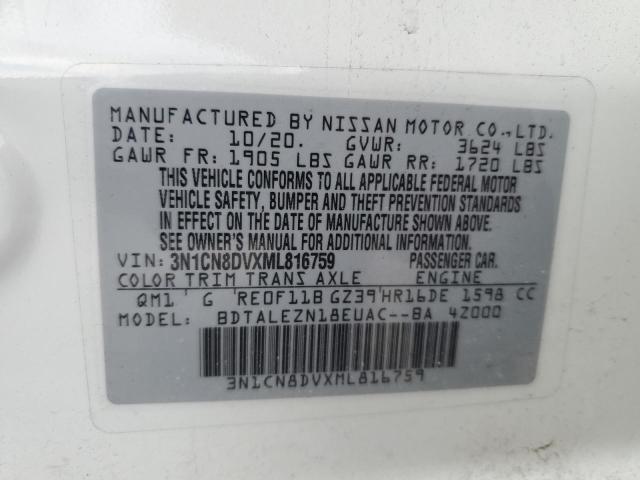 MANUFACTURED BY NISSAN MOTOR CO.,LTD.
DATE: 10/20. GVWR: 3624 LBS
GAWR FR: 1905 LBS GAWR RR: 1720 LBS
THIS VEHICLE CONFORMS TO ALL APPLICABLE FEDERAL MOTOR
VEHICLE SAFETY, BUMPER AND THEFT PREVENTION STANDARDS
IN EFFECT ON THE DATE OF MANUFACTURE SHOWN ABOVE.
SEE OWNER'S MANUAL FOR ADDITIONAL INFORMATION.
VIN: 3N1CN8DVXML816759 PASSENGER CAR.
COLOR TRIM TRANS AXLE ENGINE
QM1 G RE0F11B GZ39 HR16DE 1598 CC
MODEL: BDTALEZN18EUAC--BA 4Z000
3N1CN8DVXML816759